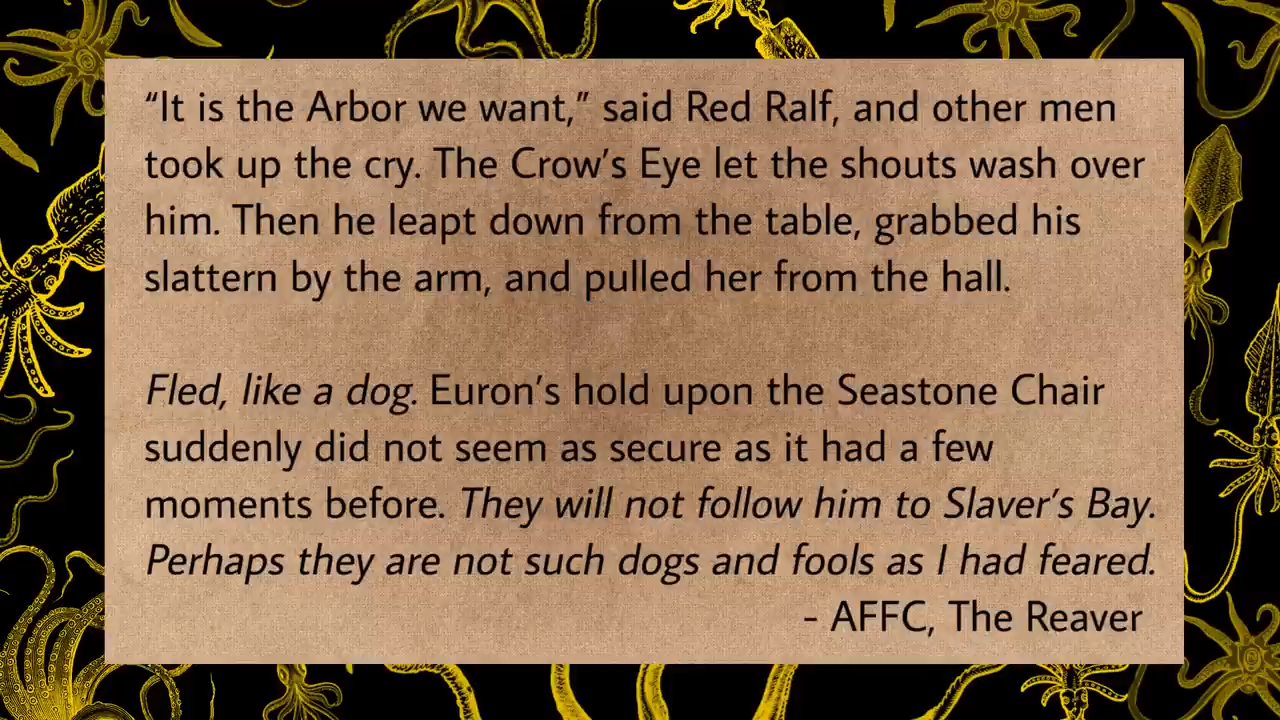 “It is the Arbor we want,” said Red Ralf, and other men
took up the cry. The Crow’s Eye let the shouts wash over
him. Then he leapt down from the table, grabbed his
slattern by the arm, and pulled her from the hall.
Fled, like a dog. Euron’s hold upon the Seastone Chair
suddenly did not seem as secure as it had a few
moments before. They will not follow him to Slaver’s Bay.
Perhaps they are not such dogs and fools as I had feared.
- AFFC, The Reaver